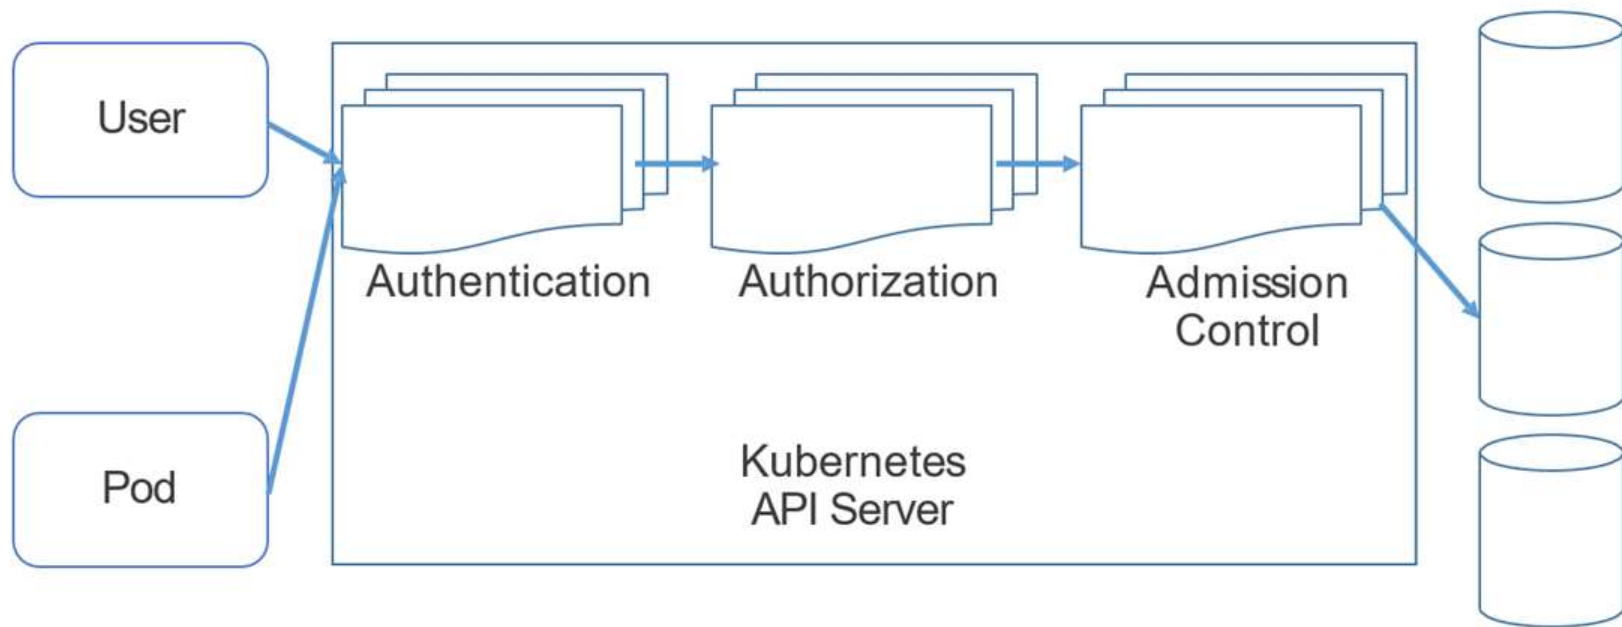 User
Pod
Authentication
Authorization
Admission
Control
Kubernetes
API Server